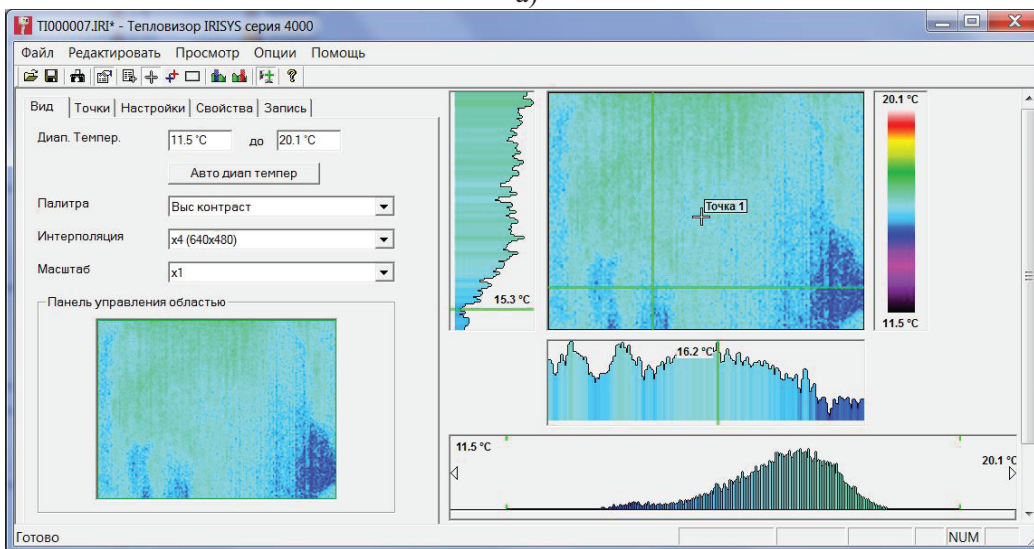 а)
TI000007.IRI* - Тепловизор IRISYS серия 4000
Файл Редактировать Просмотр Опции Помощь
Вид Точки Настройки Свойства Запись
Диап. Темпер. 11.5 °C до 20.1 °C
Авто диап темпер
Палитра Выс контраст
Интерполяция x4 (640x480)
Масштаб x1
Панель управления областью
15.3 °C
Точка 1
20.1 °C
11.5 °C
16.2 °C
11.5 °C
20.1 °C
Готово
NUM